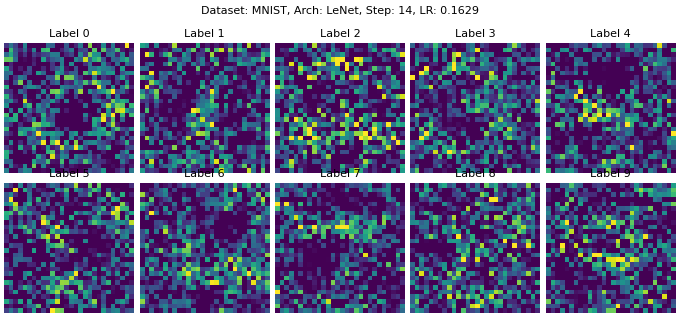 Dataset: MNIST, Arch: LeNet, Step: 14, LR: 0.1629
Label 0 Label 1 Label 2 Label 3 Label 4
Label 5 Label 6 Label 7 Label 8 Label 9